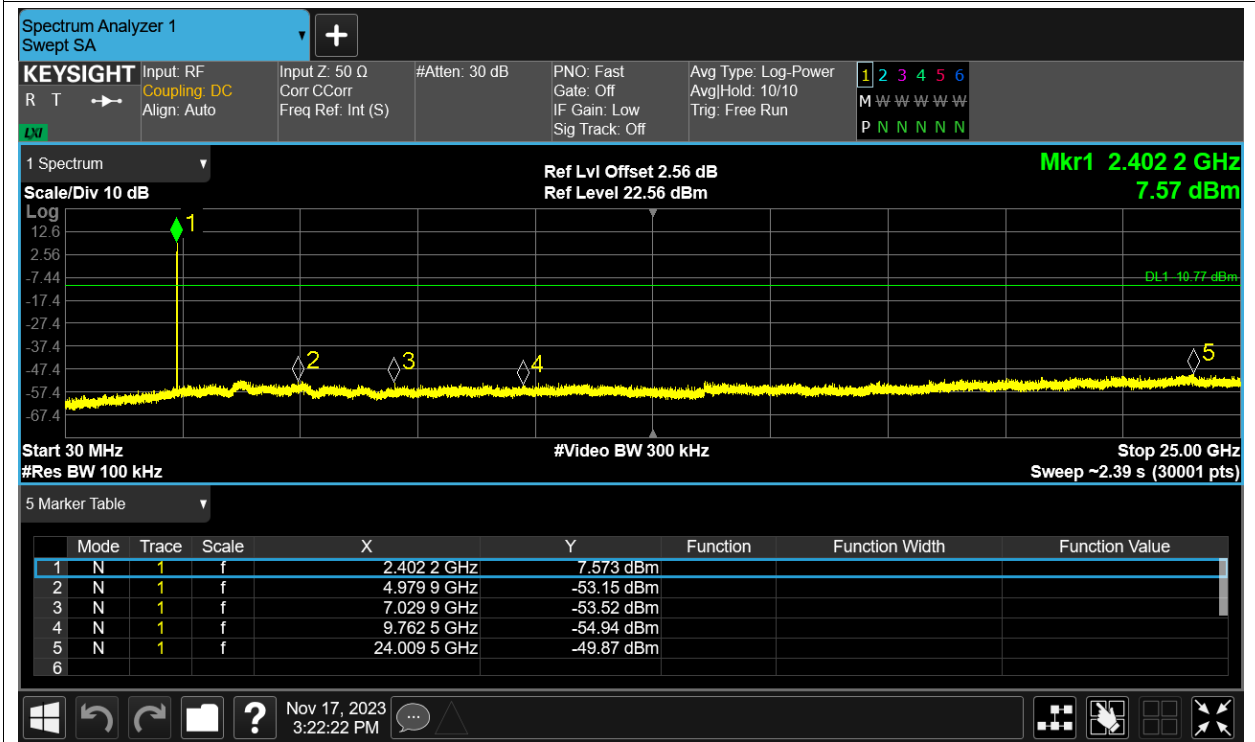 Spectrum Analyzer 1
Swept SA
+
KEYSIGHT Input: RF Input Z: 50 Ω #Atten: 30 dB PNO: Fast Avg Type: Log-Power 1 2 3 4 5 6
R T Coupling: DC Corr CCorr Gate: Off Avg|Hold: 10/10 M W W W W W
Align: Auto Freq Ref: Int (S) IF Gain: Low Trig: Free Run
LXI Sig Track: Off P N N N N N
1 Spectrum Ref Lvl Offset 2.56 dB Mkr1 2.402 2 GHz
Scale/Div 10 dB Ref Level 22.56 dBm 7.57 dBm
Log
1
12.6
2.56
-7.44
DL1 -10.77 dBm
-17.4
-27.4
-37.4
2 3 4 5
-47.4
-57.4
-67.4
Start 30 MHz #Video BW 300 kHz Stop 25.00 GHz
#Res BW 100 kHz Sweep ~2.39 s (30001 pts)
5 Marker Table
Mode Trace Scale X Y Function Function Width Function Value
1 N 1 f 2.402 2 GHz 7.573 dBm
2 N 1 f 4.979 9 GHz -53.15 dBm
3 N 1 f 7.029 9 GHz -53.52 dBm
4 N 1 f 9.762 5 GHz -54.94 dBm
5 N 1 f 24.009 5 GHz -49.87 dBm
6
? Nov 17, 2023
3:22:22 PM